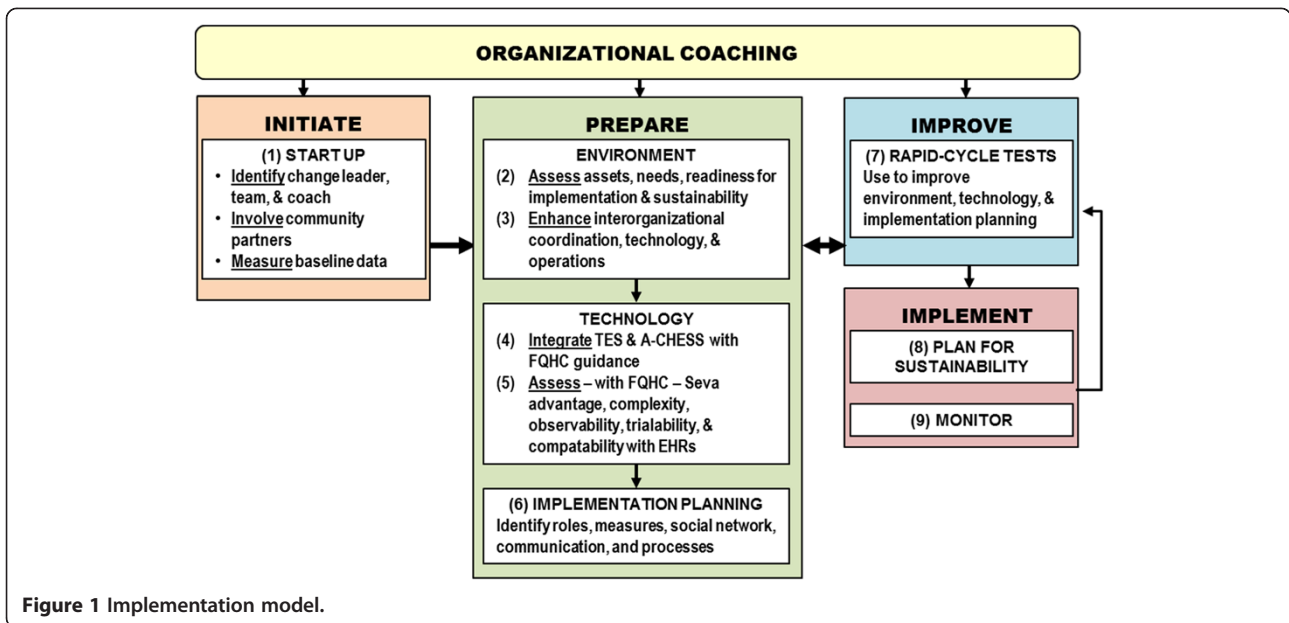 ORGANIZATIONAL COACHING
INITIATE
(1) START UP
• Identify change leader,
team, & coach
• Involve community
partners
• Measure baseline data
PREPARE
ENVIRONMENT
(2) Assess assets, needs, readiness for
implementation & sustainability
(3) Enhance interorganizational
coordination, technology, &
operations
TECHNOLOGY
(4) Integrate TES & A-CHESS with
FQHC guidance
(5) Assess – with FQHC – Seva
advantage, complexity,
observability, trialability, &
compatability with EHRs
(6) IMPLEMENTATION PLANNING
Identify roles, measures, social network,
communication, and processes
IMPROVE
(7) RAPID-CYCLE TESTS
Use to improve
environment, technology, &
implementation planning
IMPLEMENT
(8) PLAN FOR
SUSTAINABILITY
(9) MONITOR
Figure 1 Implementation model.